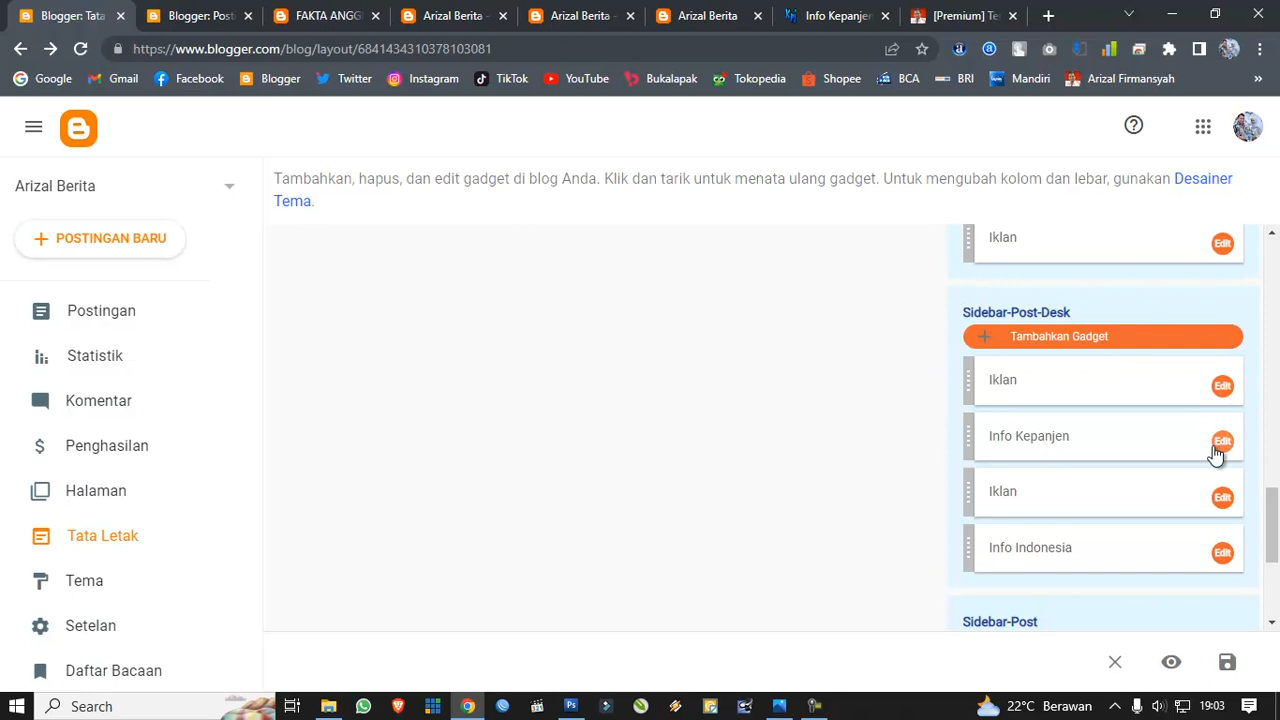 Blogger: Tata
Blogger: Post
FAKTA ANGG
Arizal Berita -
Arizal Berita -
Arizal Berita
Info Kepanjen
[Premium] Te
https://www.blogger.com/blog/layout/6841434310378103081
Google
Gmail
Facebook
Blogger
Twitter
Instagram
TikTok
YouTube
Bukalapak
Tokopedia
Shopee
BCA
BRI
Mandiri
Arizal Firmansyah
Arizal Berita
Tambahkan, hapus, dan edit gadget di blog Anda. Klik dan tarik untuk menata ulang gadget. Untuk mengubah kolom dan lebar, gunakan Desainer
Tema.
POSTINGAN BARU
Postingan
Statistik
Komentar
Penghasilan
Halaman
Tata Letak
Tema
Setelan
Daftar Bacaan
Iklan
Edit
Sidebar-Post-Desk
Tambahkan Gadget
Iklan
Edit
Info Kepanjen
Edit
Iklan
Edit
Info Indonesia
Edit
Sidebar-Post
Search
22°C Berawan
19:03